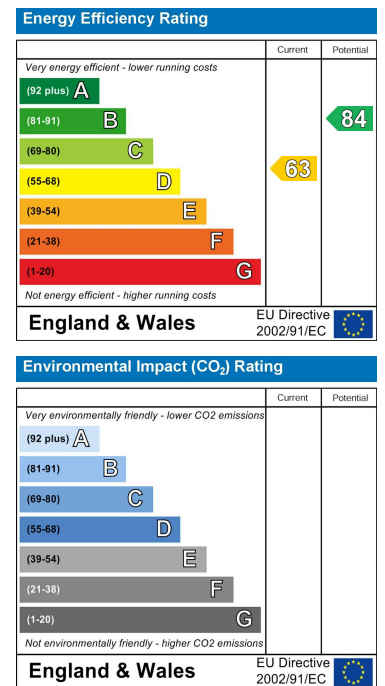 Energy Efficiency Rating
Current Potential
Very energy efficient - lower running costs
(92 plus) A
(81-91) B 84
(69-80) C
63
(55-68) D
(39-54) E
(21-38) F
(1-20) G
Not energy efficient - higher running costs
England & Wales EU Directive 2002/91/EC
Environmental Impact (CO₂) Rating
Current Potential
Very environmentally friendly - lower CO2 emissions
(92 plus) A
(81-91) B
(69-80) C
(55-68) D
(39-54) E
(21-38) F
(1-20) G
Not environmentally friendly - higher CO2 emissions
England & Wales EU Directive 2002/91/EC